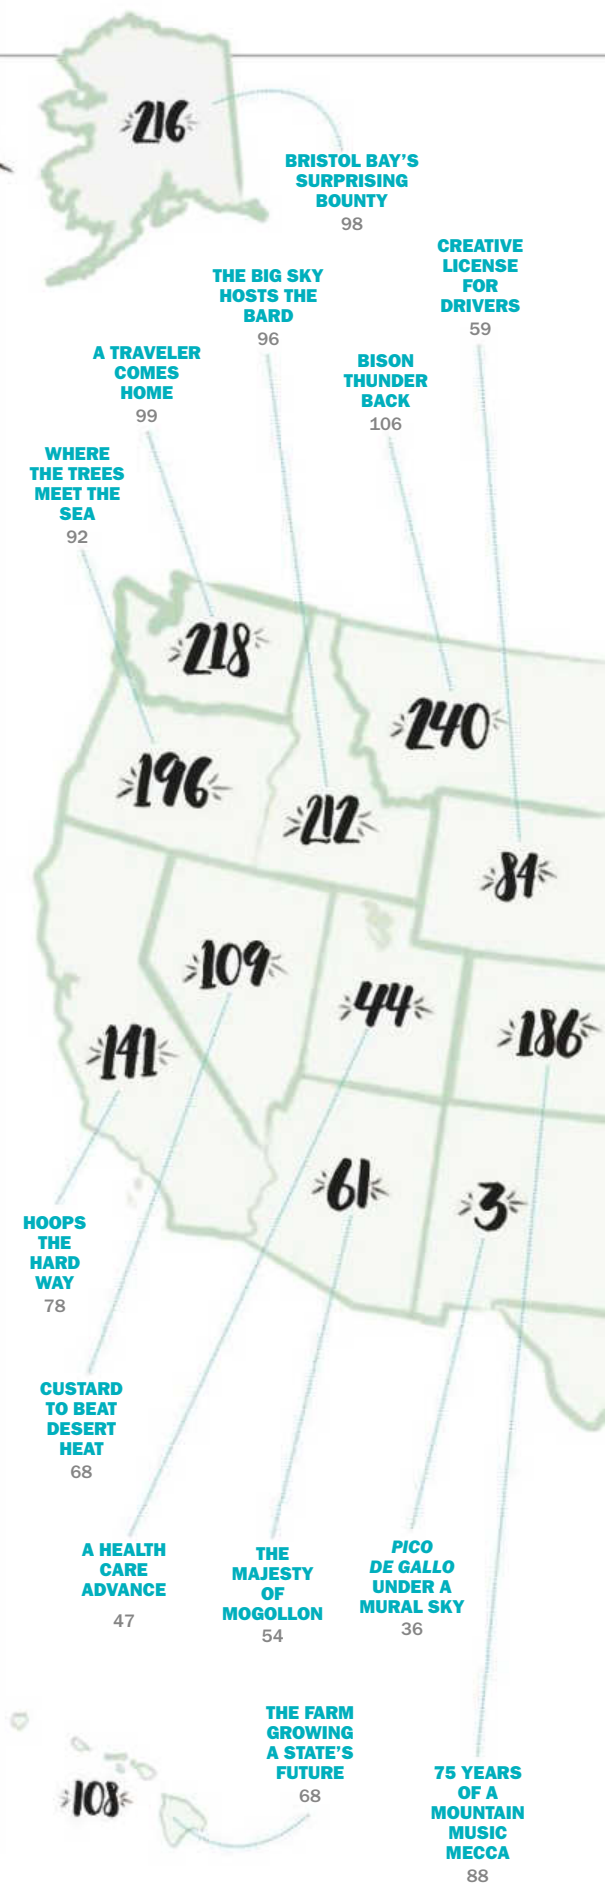 216
BRISTOL BAY'S
SURPRISING
BOUNTY
98
CREATIVE
LICENSE
FOR
DRIVERS
59
THE BIG SKY
HOSTS THE
BARD
96
A TRAVELER
COMES
HOME
99
BISON
THUNDER
BACK
106
WHERE
THE TREES
MEET THE
SEA
92
218
240
196
212
84
109
44
186
141
61
3
HOOPS
THE
HARD
WAY
78
CUSTARD
TO BEAT
DESERT
HEAT
68
A HEALTH
CARE
ADVANCE
47
THE
MAJESTY
OF
MOGOLLON
54
PICO
DE GALLO
UNDER A
MURAL SKY
36
THE FARM
GROWING
A STATE'S
FUTURE
68
108
75 YEARS
OF A
MOUNTAIN
MUSIC
MECCA
88